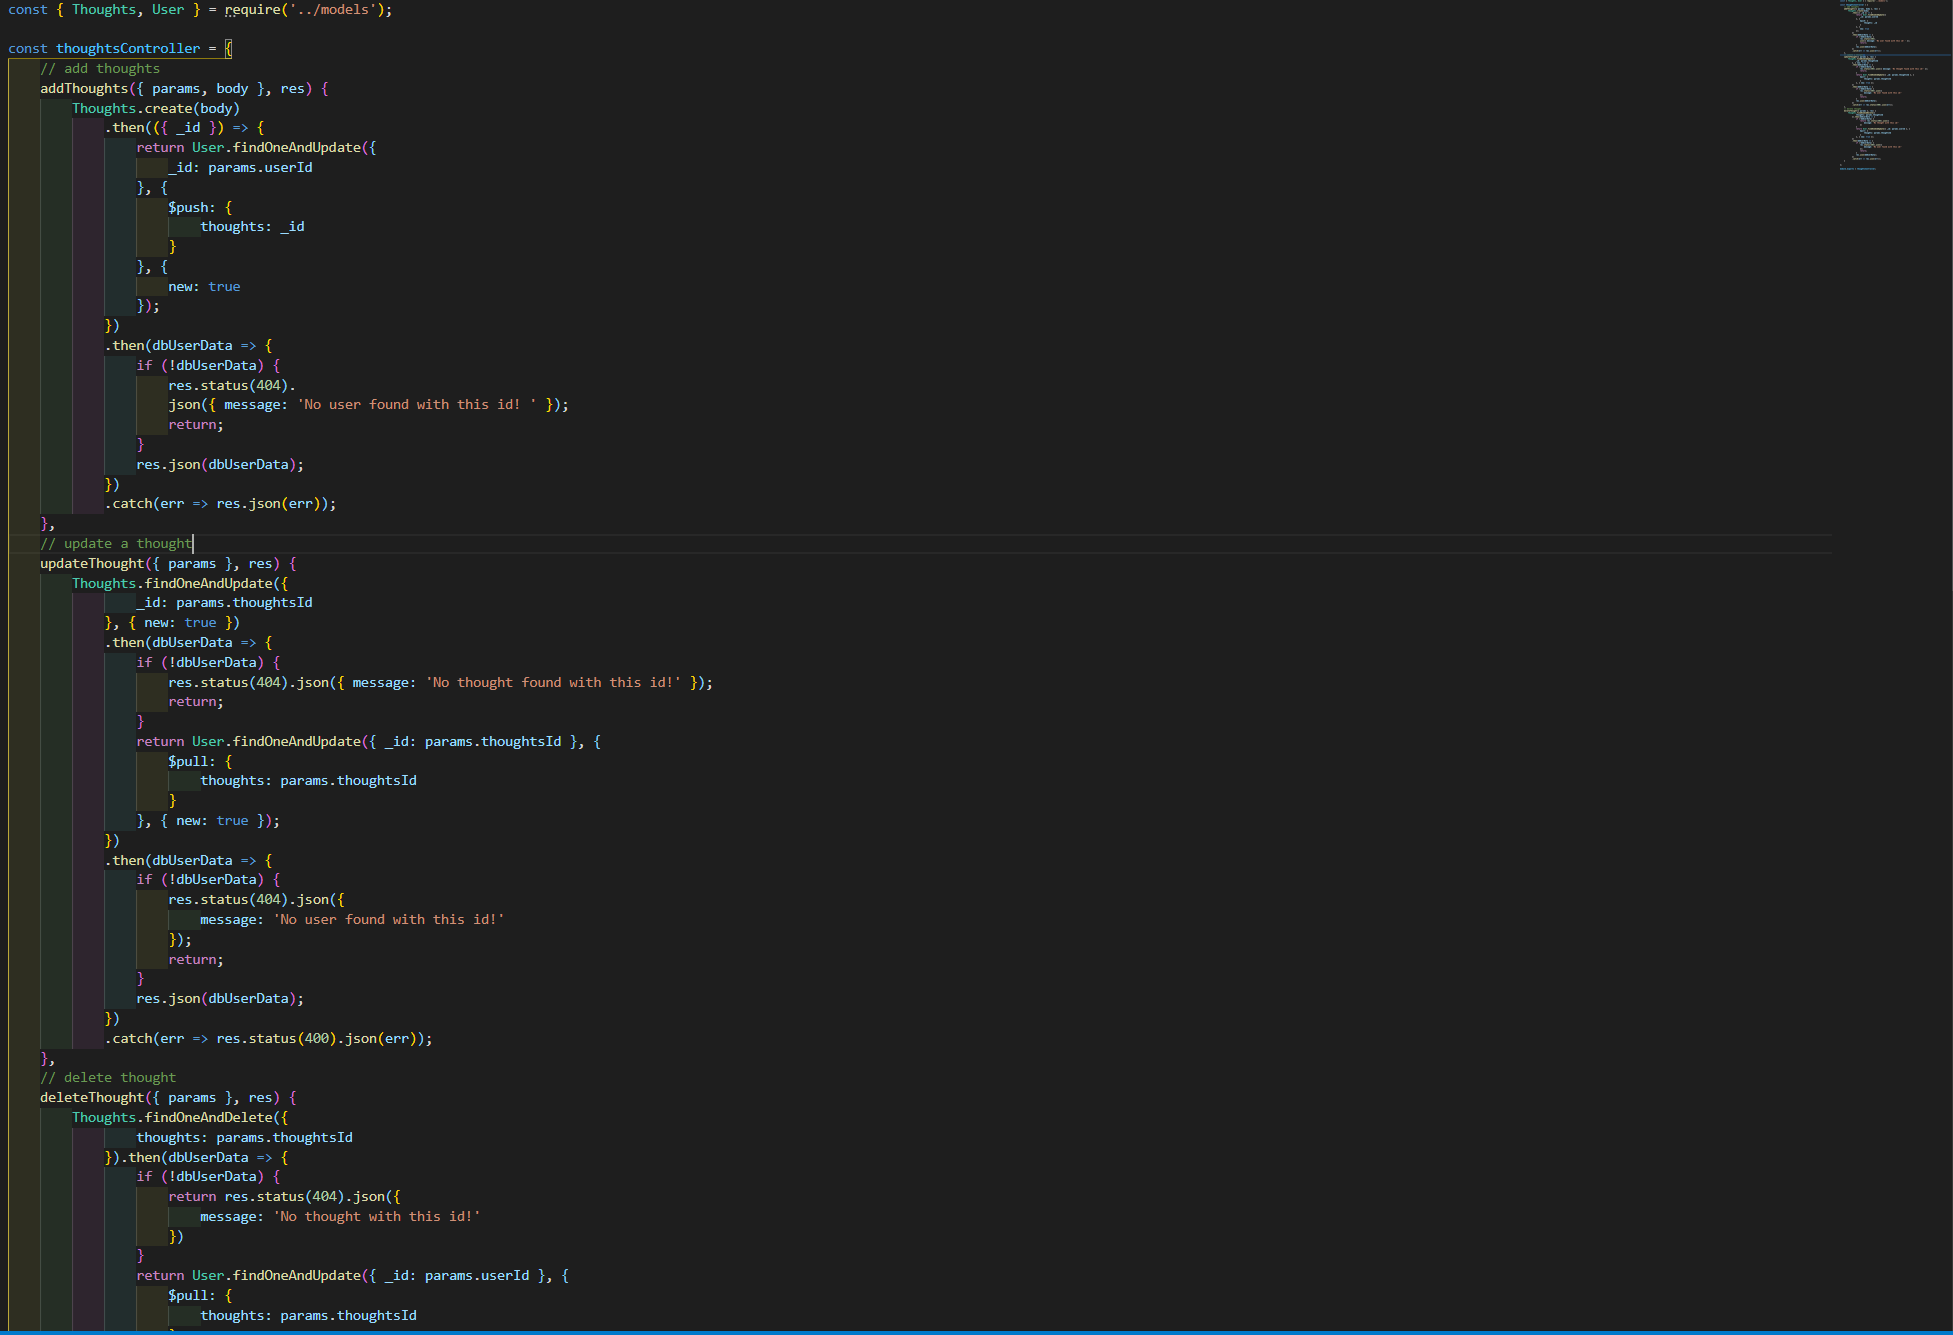 const { Thoughts, User } = require('../models');

const thoughtsController = {
    // add thoughts
    addThoughts({ params, body }, res) {
        Thoughts.create(body)
            .then(({ _id }) => {
                return User.findOneAndUpdate({
                    _id: params.userId
                }, {
                    $push: {
                        thoughts: _id
                    }
                }, {
                    new: true
                });
            })
            .then(dbUserData => {
                if (!dbUserData) {
                    res.status(404).
                    json({ message: 'No user found with this id! ' });
                    return;
                }
                res.json(dbUserData);
            })
            .catch(err => res.json(err));
    },
    // update a thought
    updateThought({ params }, res) {
        Thoughts.findOneAndUpdate({
                _id: params.thoughtsId
            }, { new: true })
            .then(dbUserData => {
                if (!dbUserData) {
                    res.status(404).json({ message: 'No thought found with this id!' });
                    return;
                }
                return User.findOneAndUpdate({ _id: params.thoughtsId }, {
                    $pull: {
                        thoughts: params.thoughtsId
                    }
                }, { new: true });
            })
            .then(dbUserData => {
                if (!dbUserData) {
                    res.status(404).json({
                        message: 'No user found with this id!'
                    });
                    return;
                }
                res.json(dbUserData);
            })
            .catch(err => res.status(400).json(err));
    },
    // delete thought
    deleteThought({ params }, res) {
        Thoughts.findOneAndDelete({
                thoughts: params.thoughtsId
            }).then(dbUserData => {
                if (!dbUserData) {
                    return res.status(404).json({
                        message: 'No thought with this id!'
                    })
                }
                return User.findOneAndUpdate({ _id: params.userId }, {
                    $pull: {
                        thoughts: params.thoughtsId